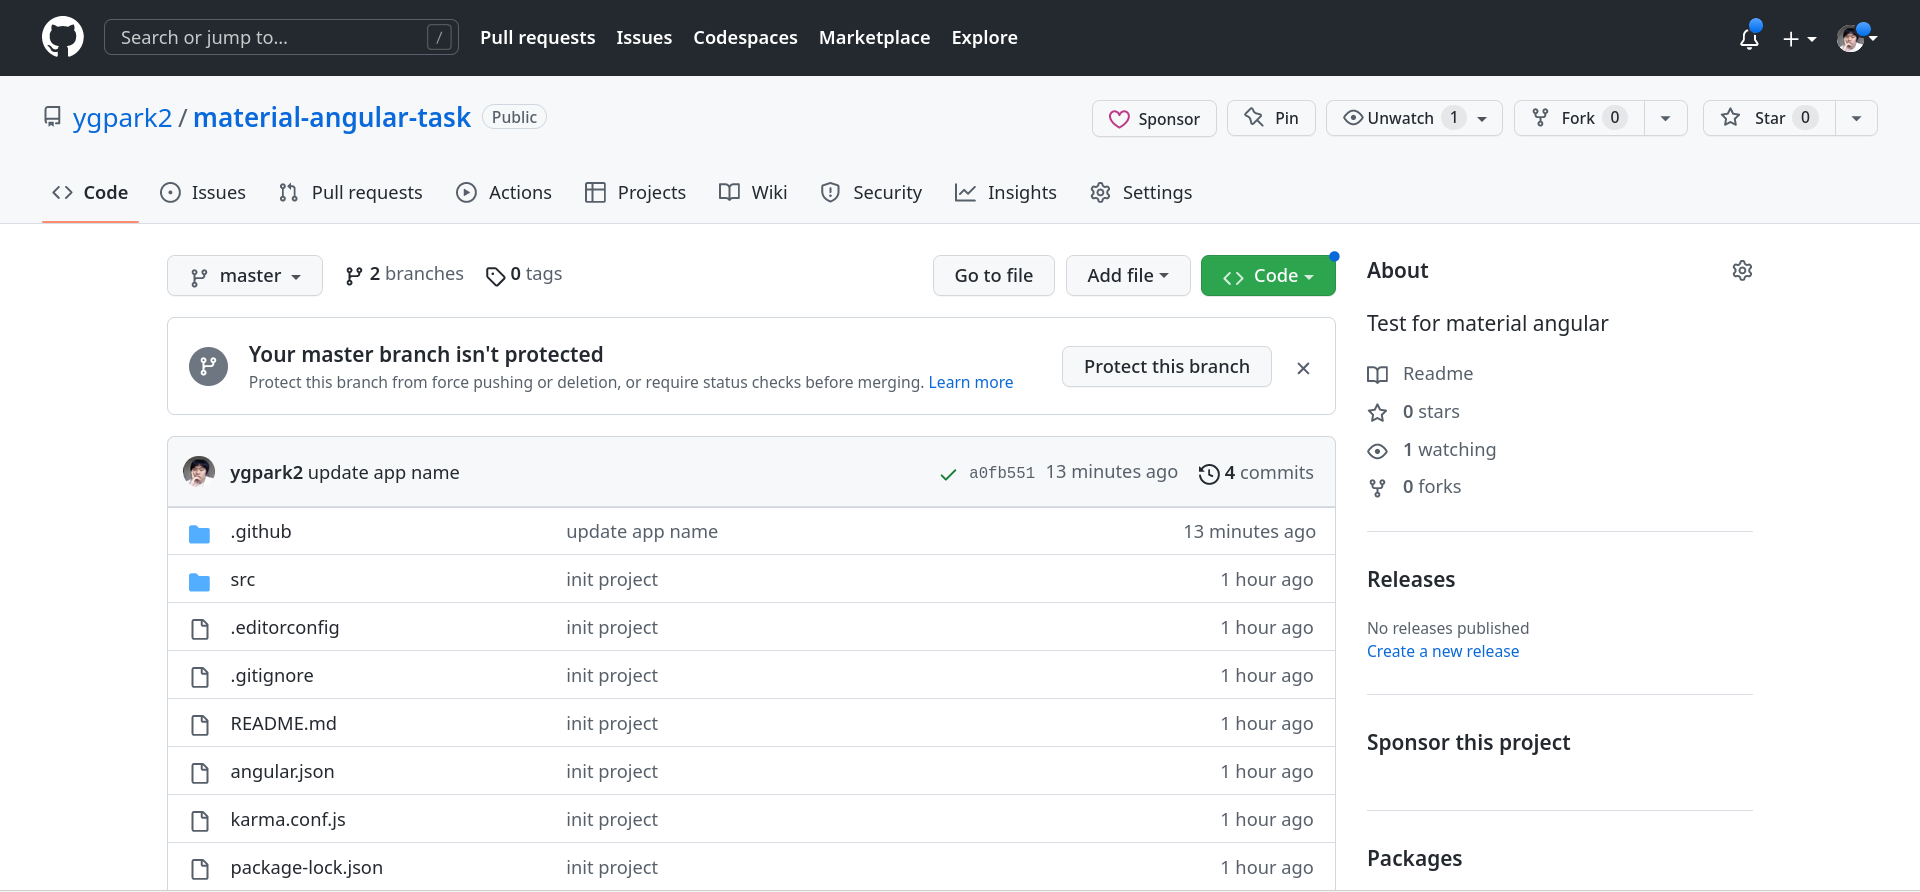 Search or jump to... /
Pull requests Issues Codespaces Marketplace Explore
ygpark2 / material-angular-task Public
Sponsor Pin Unwatch 1 Fork 0 Star 0
Code Issues Pull requests Actions Projects Wiki Security Insights Settings
master 2 branches 0 tags Go to file Add file Code
Your master branch isn't protected
Protect this branch from force pushing or deletion, or require status checks before merging. Learn more
Protect this branch
ygpark2 update app name a0fb551 13 minutes ago 4 commits
.github update app name 13 minutes ago
src init project 1 hour ago
.editorconfig init project 1 hour ago
.gitignore init project 1 hour ago
README.md init project 1 hour ago
angular.json init project 1 hour ago
karma.conf.js init project 1 hour ago
package-lock.json init project 1 hour ago
About
Test for material angular
Readme
0 stars
1 watching
0 forks
Releases
No releases published
Create a new release
Sponsor this project
Packages